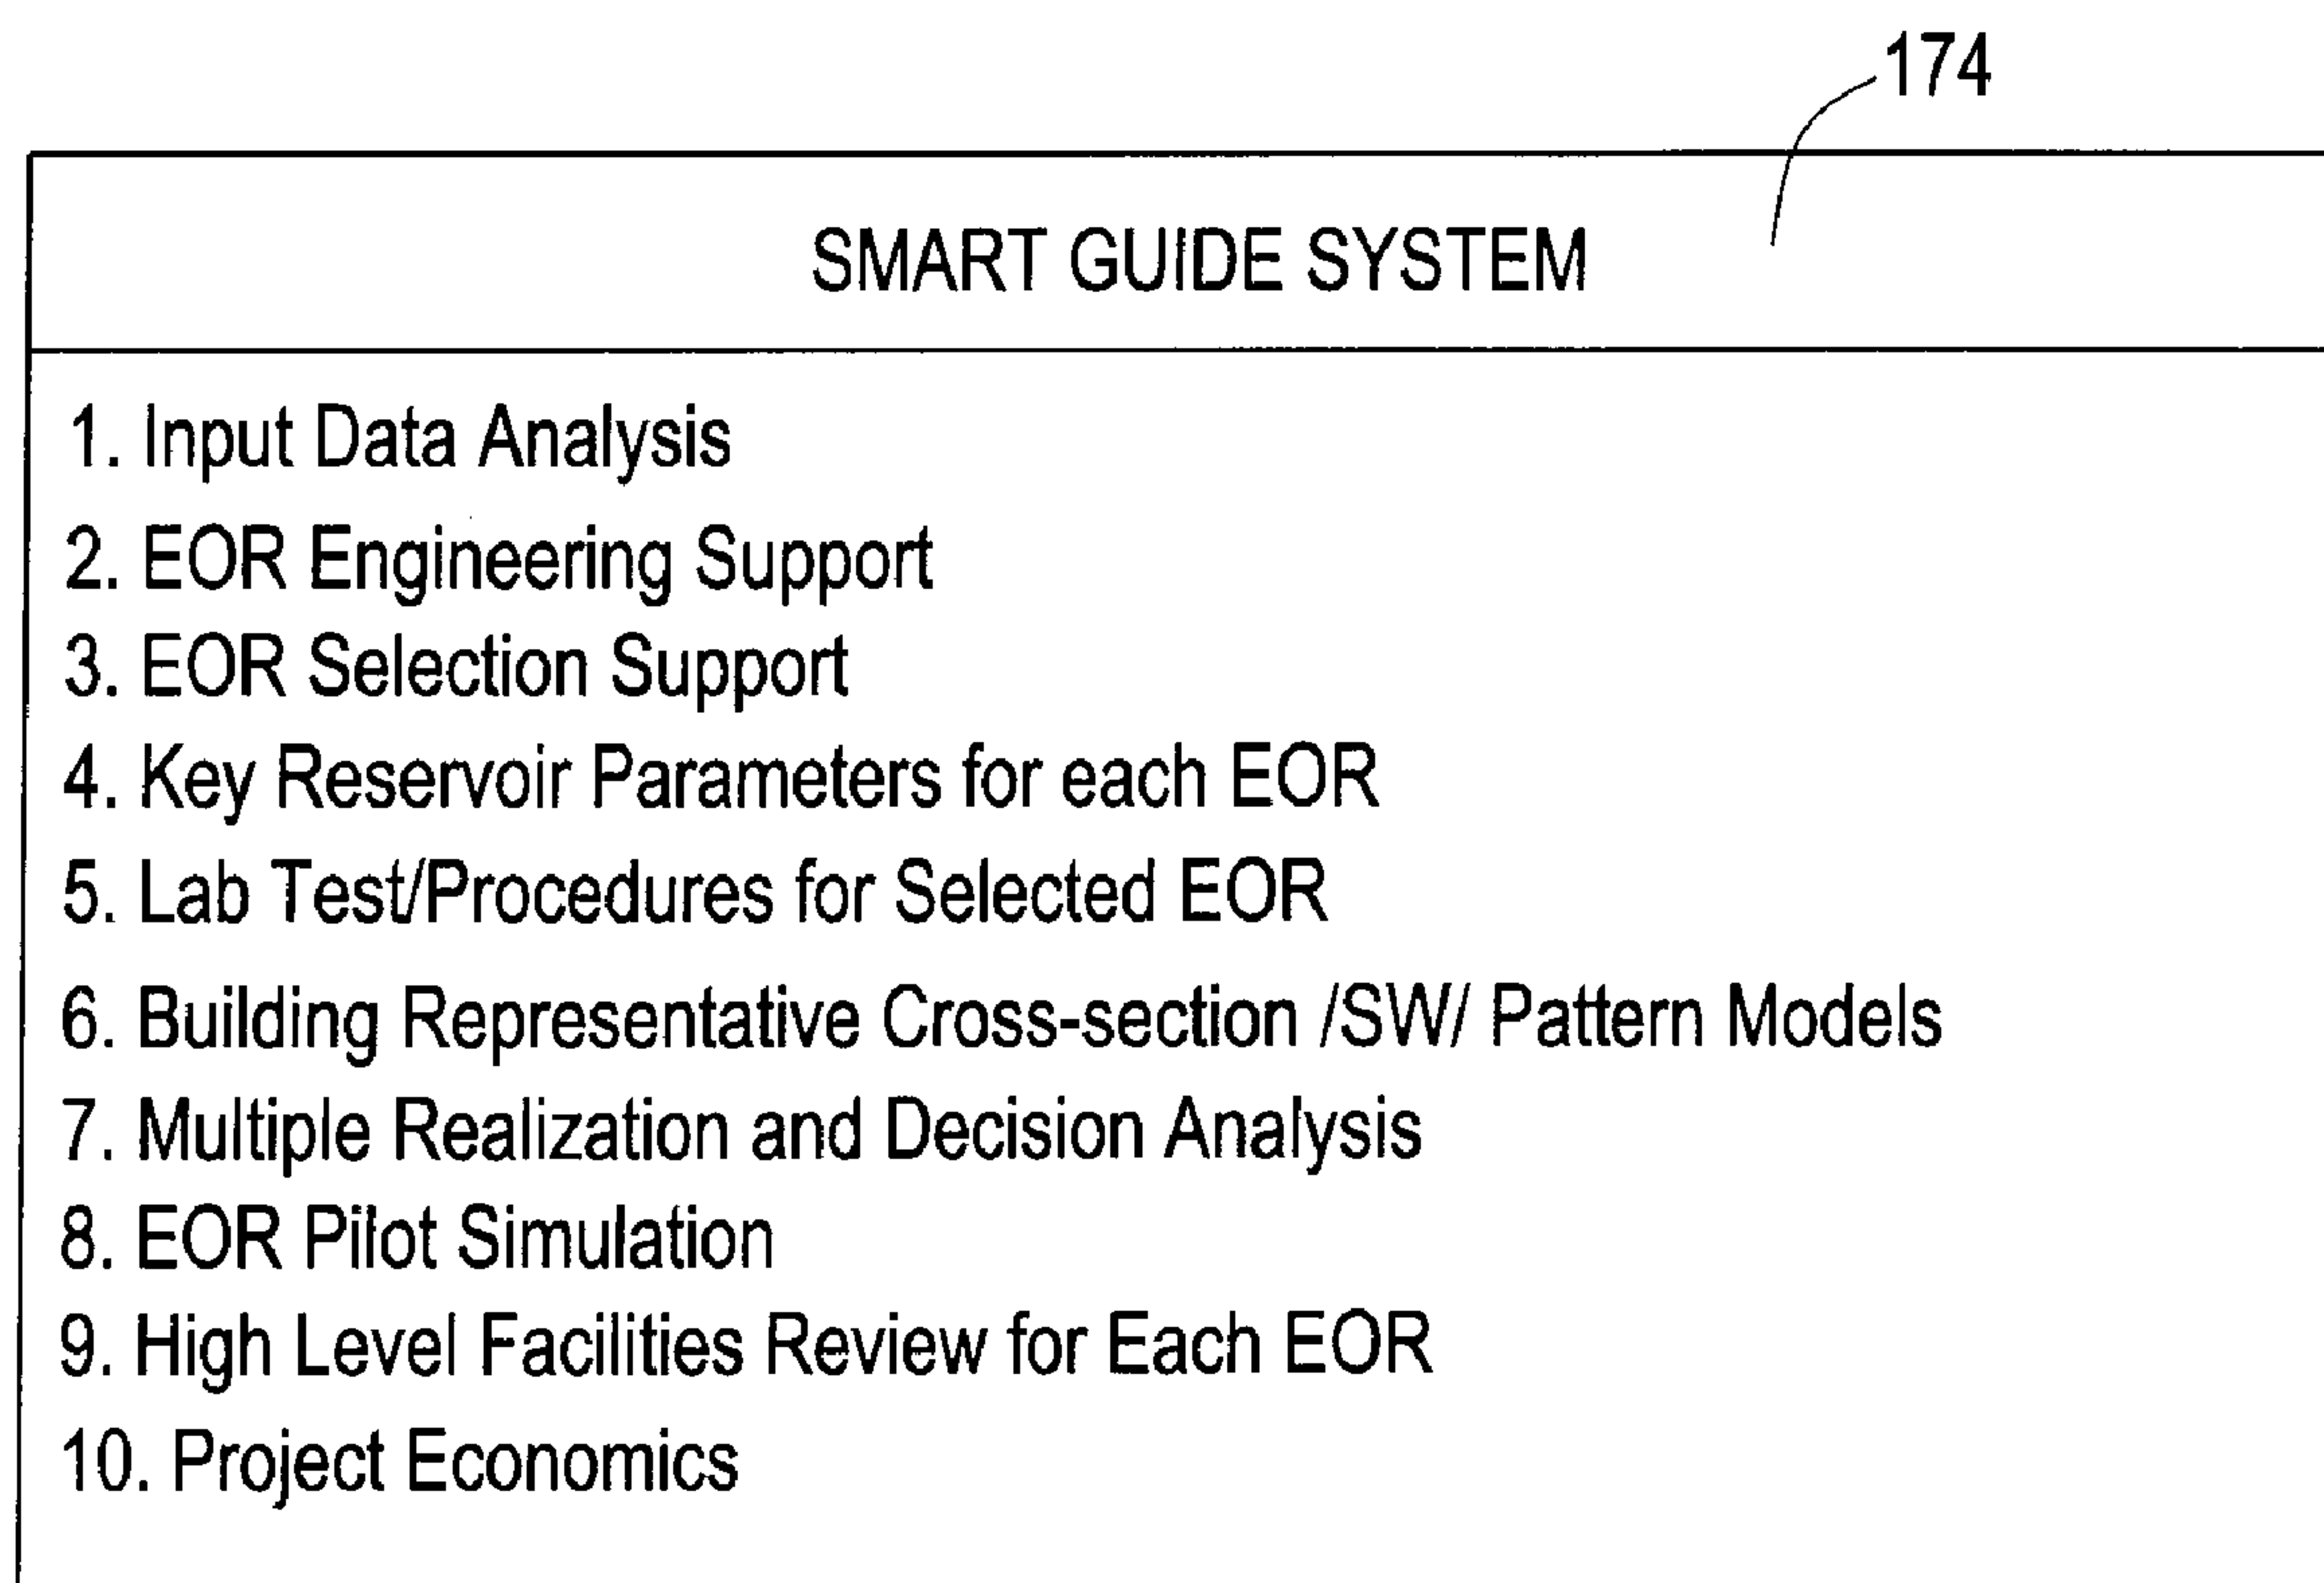 174
SMART GUIDE SYSTEM
1. Input Data Analysis
2. EOR Engineering Support
3. EOR Selection Support
4. Key Reservoir Parameters for each EOR
5. Lab Test/Procedures for Selected EOR
6. Building Representative Cross-section /SW/ Pattern Models
7. Multiple Realization and Decision Analysis
8. EOR Pilot Simulation
9. High Level Facilities Review for Each EOR
10. Project Economics